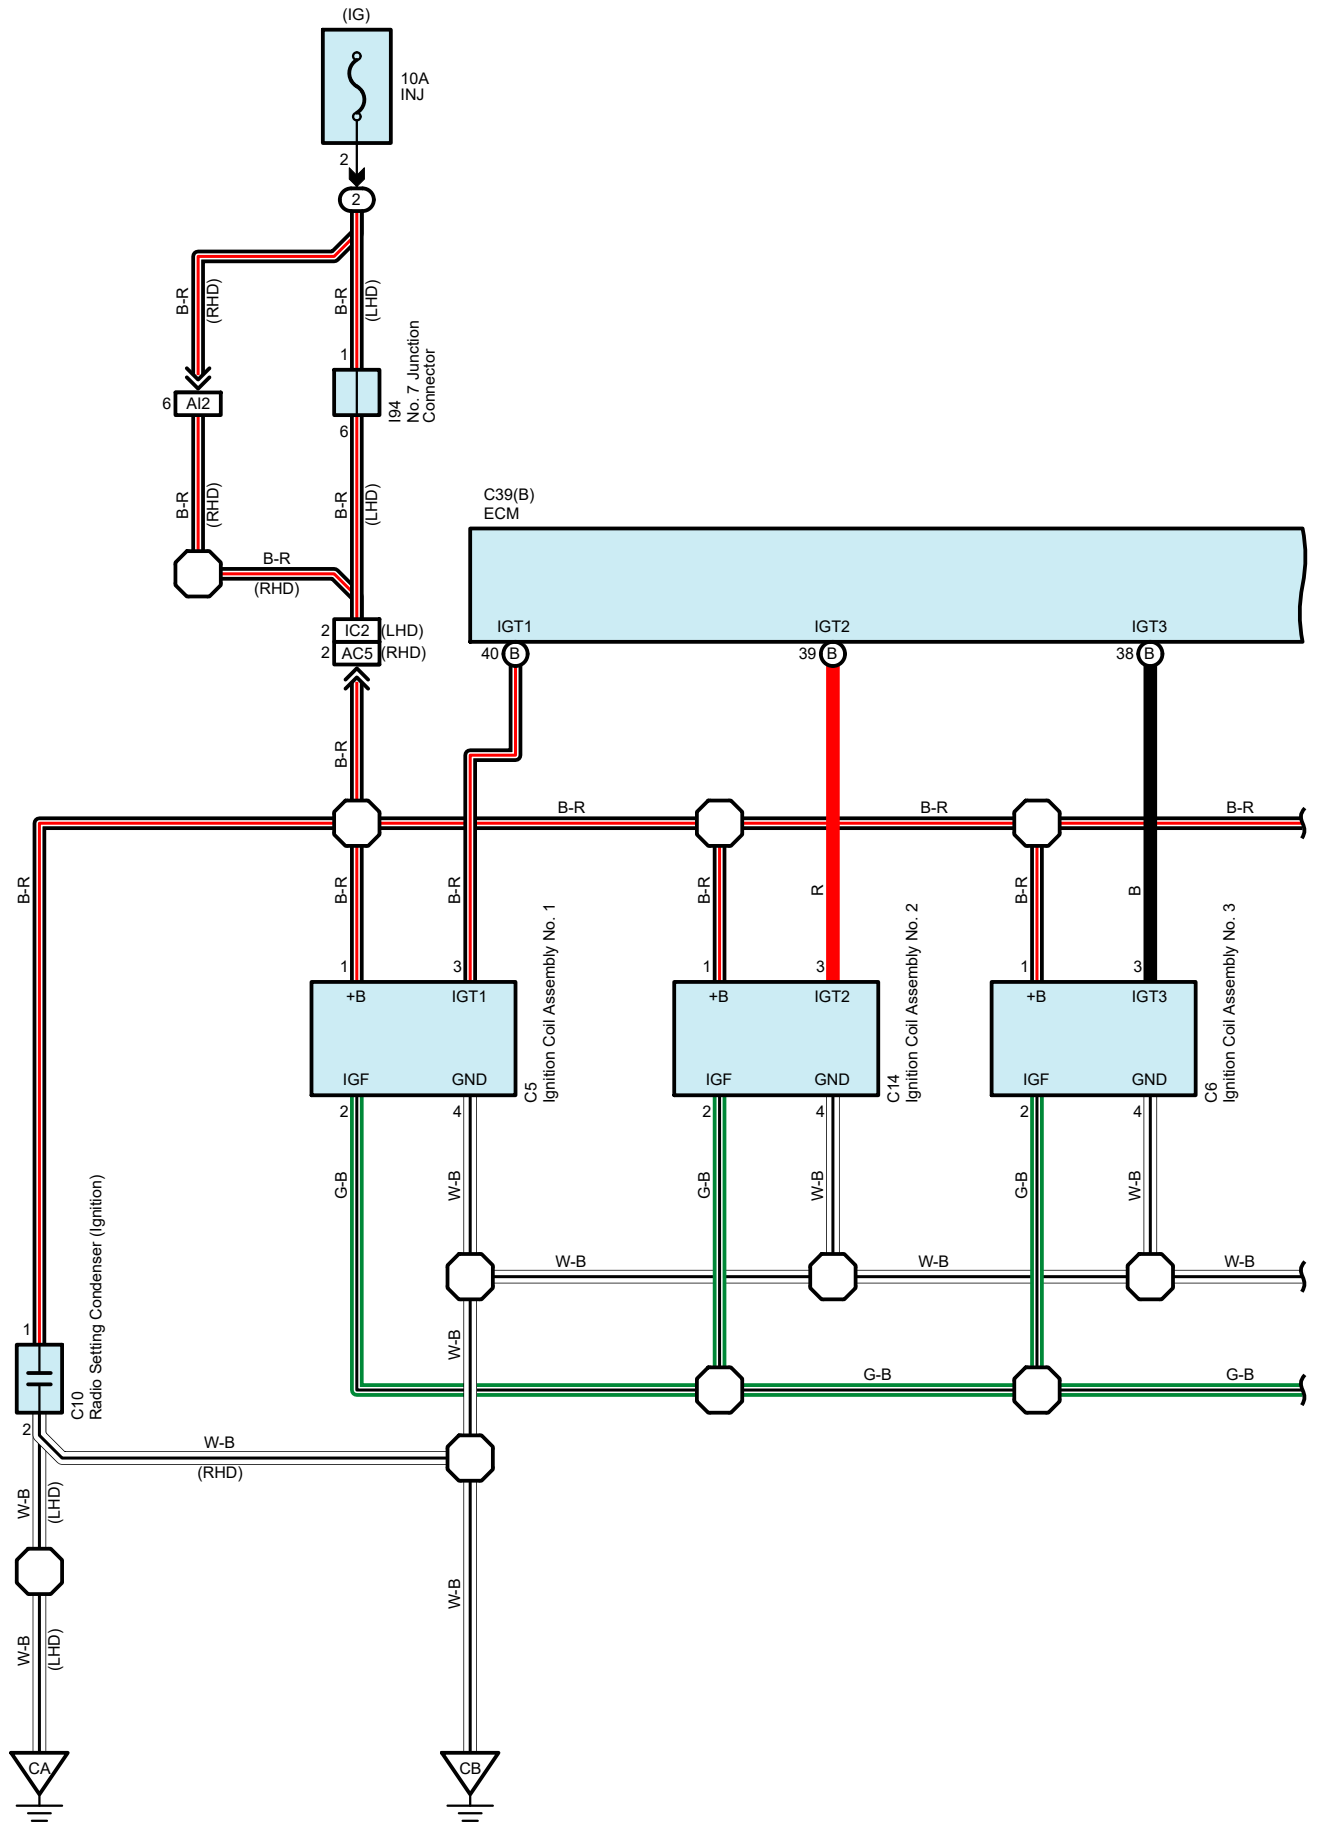 (IG)
10A
INJ
2
2
B-R
(RHD)
B-R
(LHD)
1
6
AI2
6
I94
No. 7 Junction
Connector
B-R
(RHD)
B-R
(LHD)
B-R
(RHD)
2
IC2
(LHD)
2
AC5
(RHD)
C39(B)
ECM
IGT1
IGT2
IGT3
40
B
39
B
38
B
B-R
B-R
B-R
B-R
B-R
B-R
B-R
B-R
R
B-R
B
1
3
1
3
1
3
+B
IGT1
+B
IGT2
+B
IGT3
IGF
GND
IGF
GND
IGF
GND
C5
Ignition Coil Assembly No. 1
C14
Ignition Coil Assembly No. 2
C6
Ignition Coil Assembly No. 3
2
4
2
4
2
4
G-B
W-B
G-B
W-B
G-B
W-B
W-B
W-B
W-B
1
C10
Radio Setting Condenser (Ignition)
W-B
G-B
G-B
2
W-B
(RHD)
W-B
(LHD)
W-B
W-B
(LHD)
CA
CB